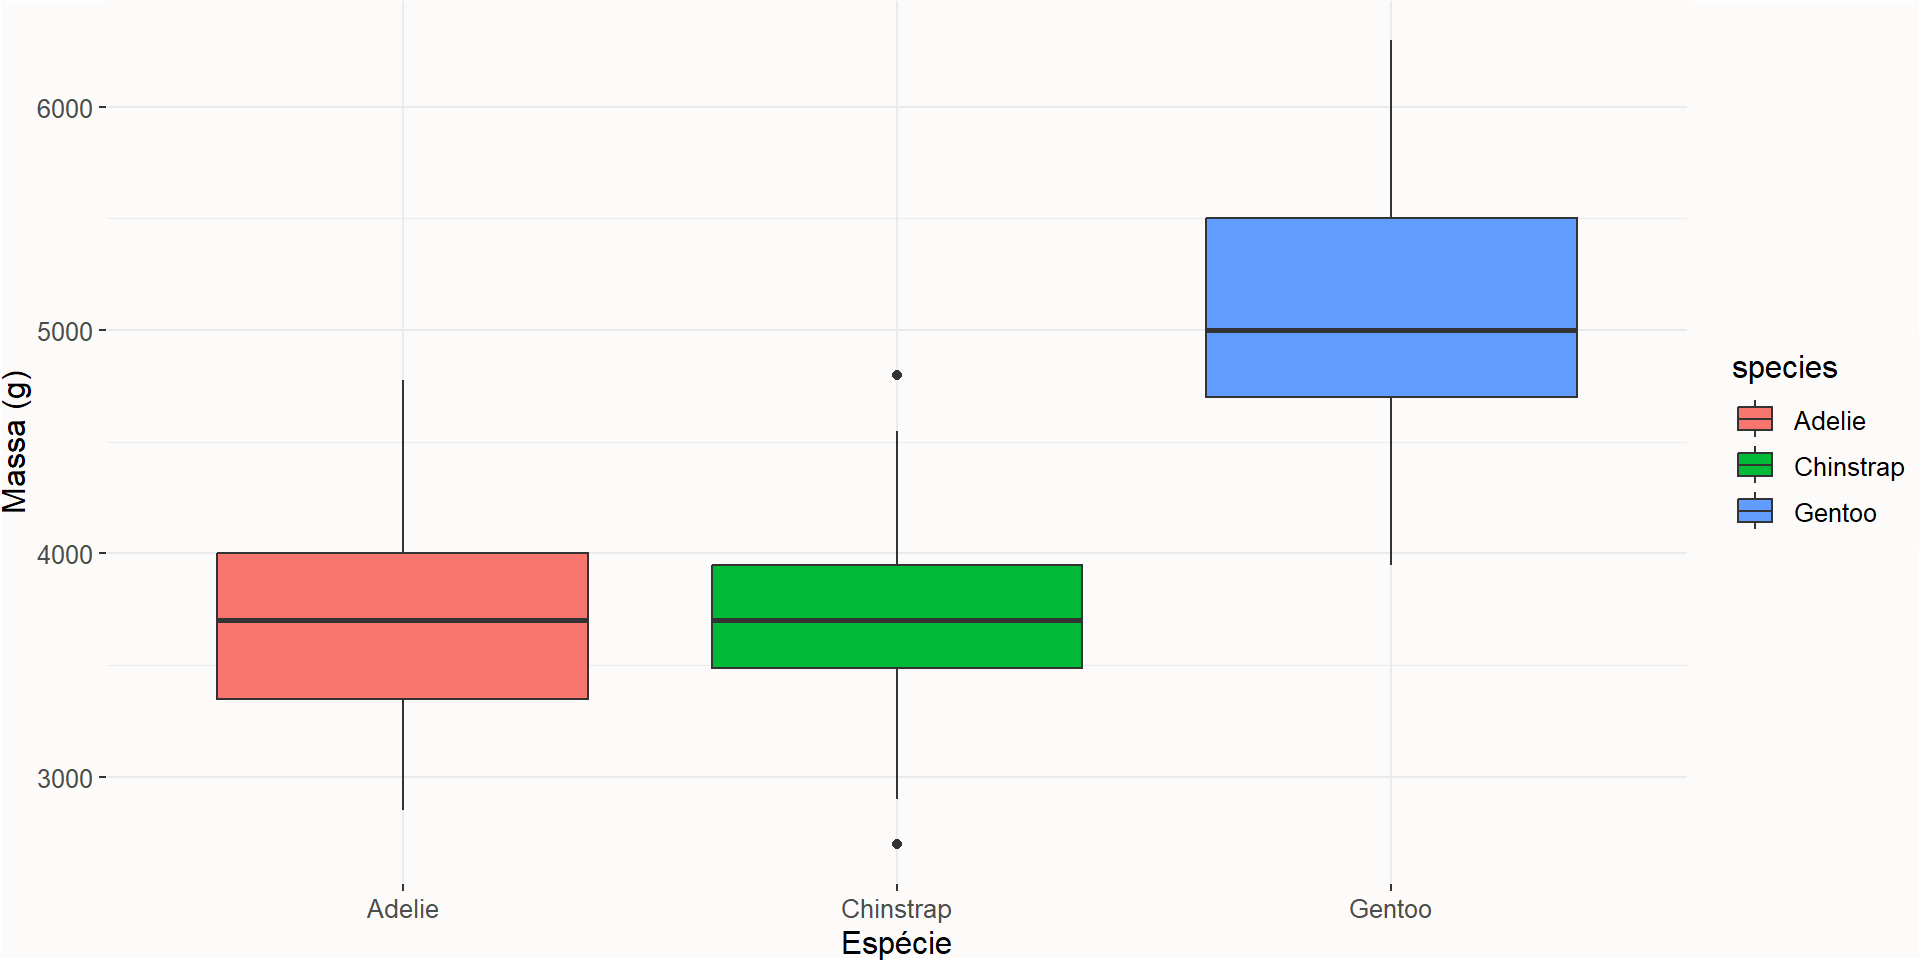 6000
5000
4000
3000
Massa (g)
Adelie
Chinstrap
Gentoo
Espécie
species
Adelie
Chinstrap
Gentoo